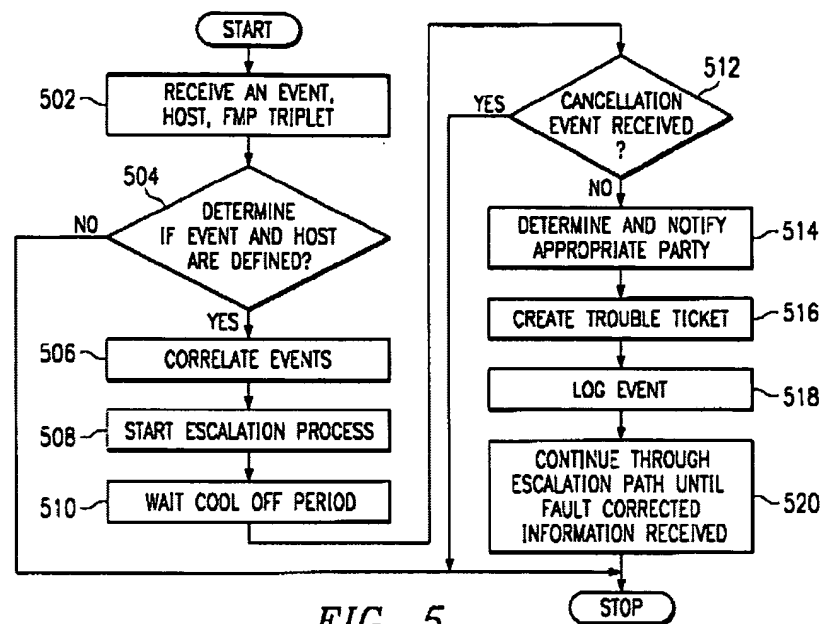 START
502
RECEIVE AN EVENT,
HOST, FMP TRIPLET
504
DETERMINE
IF EVENT AND HOST
ARE DEFINED?
NO
YES
506
CORRELATE EVENTS
508
START ESCALATION PROCESS
510
WAIT COOL OFF PERIOD
512
CANCELLATION
EVENT RECEIVED
?
YES
NO
DETERMINE AND NOTIFY
APPROPRIATE PARTY
514
CREATE TROUBLE TICKET
516
LOG EVENT
518
CONTINUE THROUGH
ESCALATION PATH UNTIL
FAULT CORRECTED
INFORMATION RECEIVED
520
STOP
FIG. 5